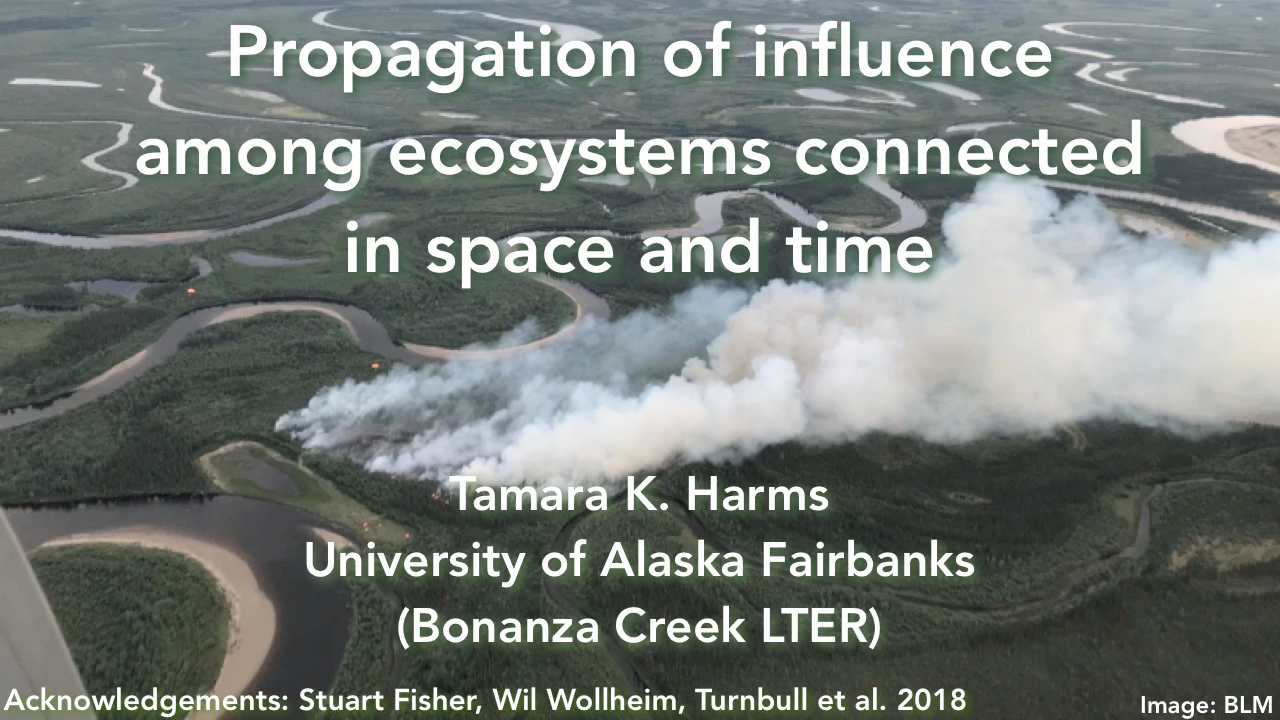 Propagation of influence
among ecosystems connected
in space and time
Tamara K. Harms
University of Alaska Fairbanks
(Bonanza Creek LTER)
Acknowledgements: Stuart Fisher, Wil Wollheim, Turnbull et al. 2018
Image: BLM